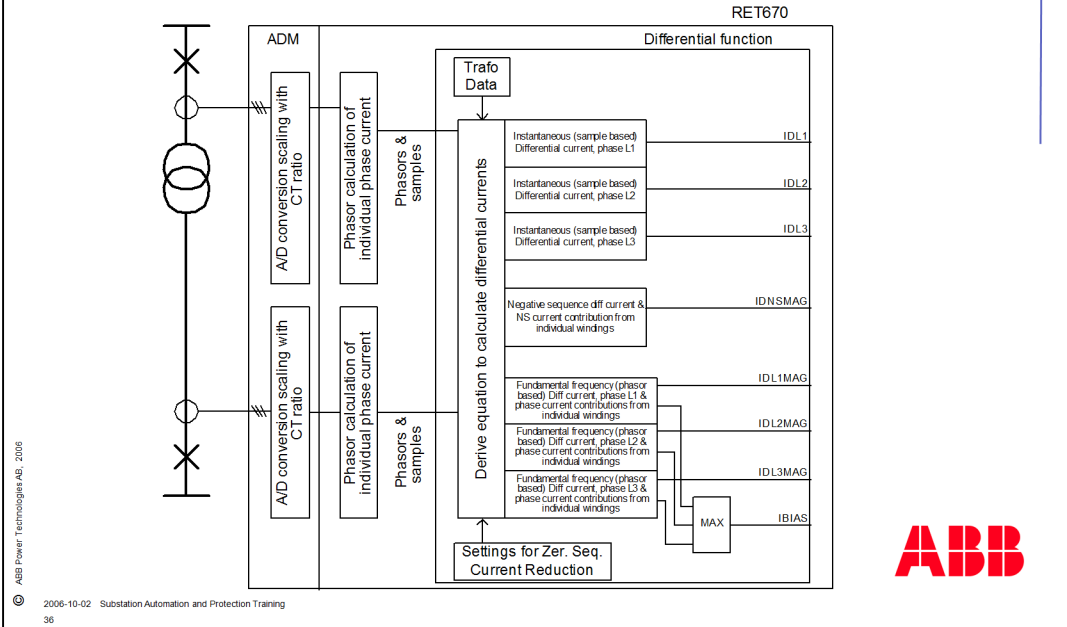 RET670
ADM
Differential function
Trafo
Data
A/D conversion scaling with
CT ratio
Phasor calculation of
individual phase current
Phasors &
samples
Derive equation to calculate differential currents
Instantaneous (sample based)
Differential current, phase L1
IDL1
Instantaneous (sample based)
Differential current, phase L2
IDL2
Instantaneous (sample based)
Differential current, phase L3
IDL3
Negative sequence diff current &
NS current contribution from
individual windings
IDNSMAG
A/D conversion scaling with
CT ratio
Phasor calculation of
individual phase current
Phasors &
samples
Fundamental frequency (phasor
based) Diff current, phase L1 &
phase current contributions from
individual windings
IDL1MAG
Fundamental frequency (phasor
based) Diff current, phase L2 &
phase current contributions from
individual windings
IDL2MAG
Fundamental frequency (phasor
based) Diff current, phase L3 &
phase current contributions from
individual windings
IDL3MAG
MAX
IBIAS
Settings for Zer. Seq.
Current Reduction
ABB
© ABB Power Technologies AB, 2006
2006-10-02 Substation Automation and Protection Training
36